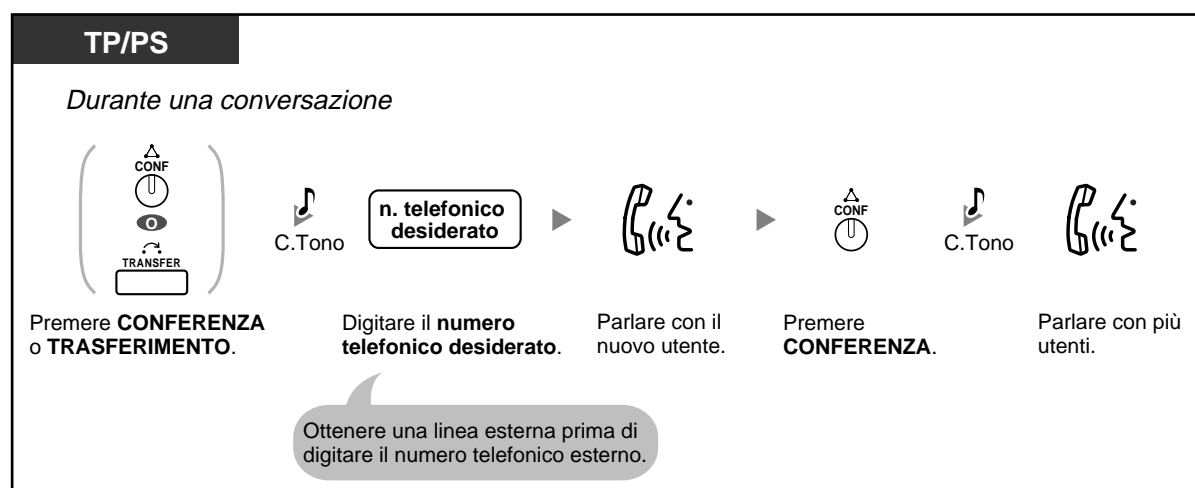 TP/PS
Durante una conversazione
CONF
O
TRANSFER
C.Tono
n. telefonico
desiderato
CONF
C.Tono
Premere CONFERENZA
o TRASFERIMENTO.
Digitare il numero
telefonico desiderato.
Parlare con il
nuovo utente.
Premere
CONFERENZA.
Parlare con più
utenti.
Ottenere una linea esterna prima di
digitare il numero telefonico esterno.